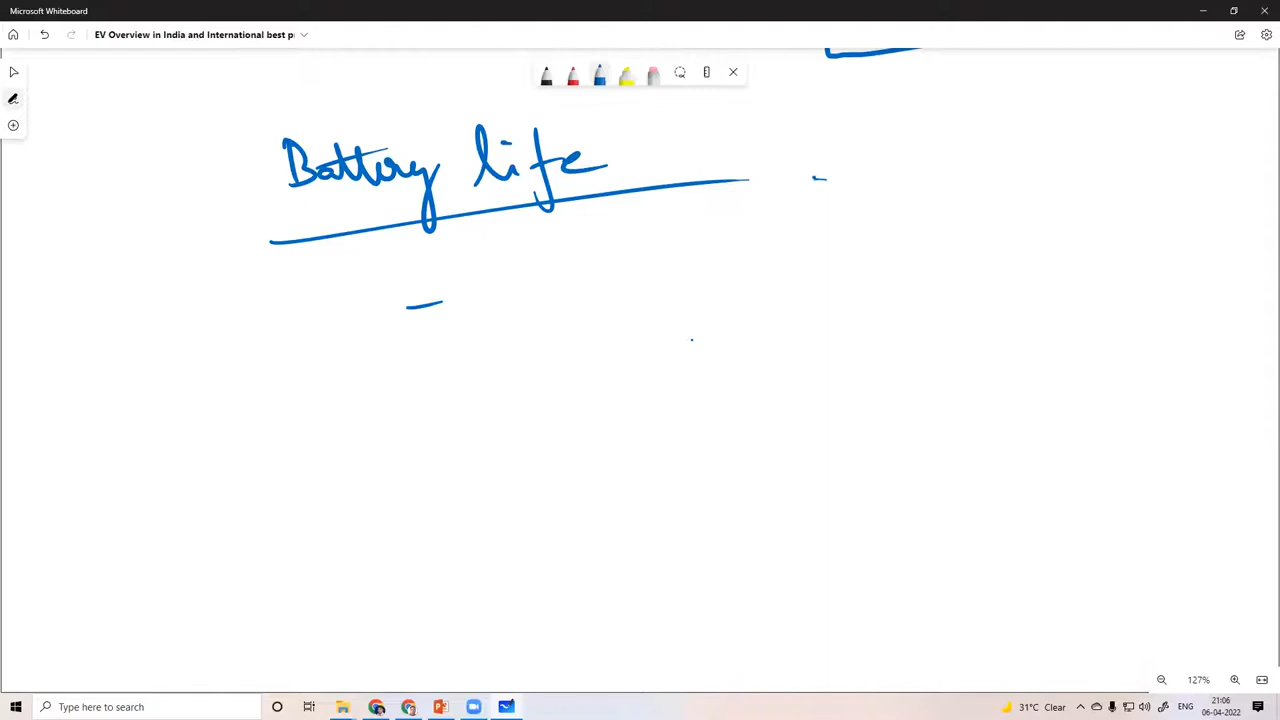 Microsoft Whiteboard
EV Overview in India and International best p
Battery life
127%
Type here to search
31°C Clear
ENG
21:06
06-04-2022